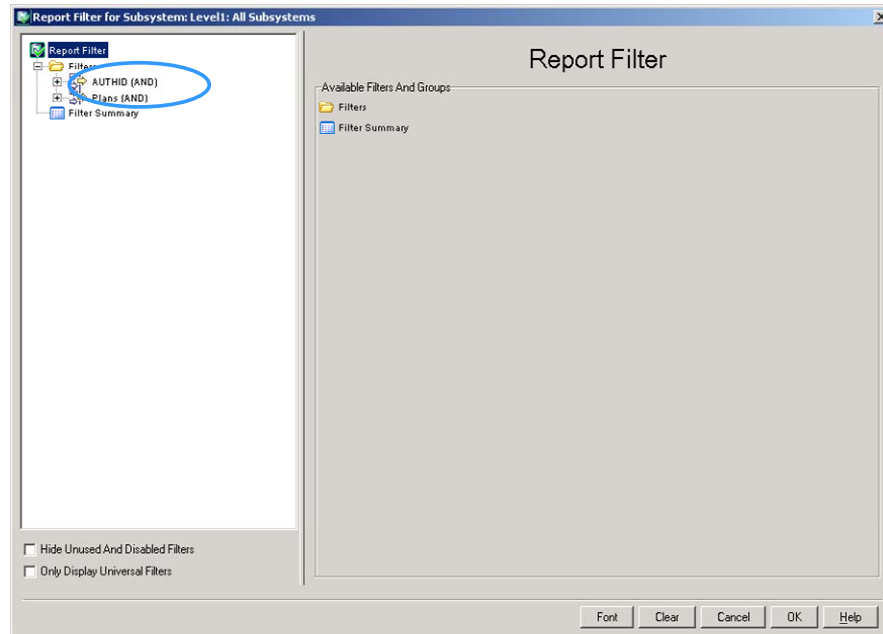 Report Filter for Subsystem: Level1: All Subsystems
Report Filter
Filters
AUTHID (AND)
Plans (AND)
Filter Summary
Hide Unused And Disabled Filters
Only Display Universal Filters
Report Filter
Available Filters And Groups
Filters
Filter Summary
Font Clear Cancel OK Help